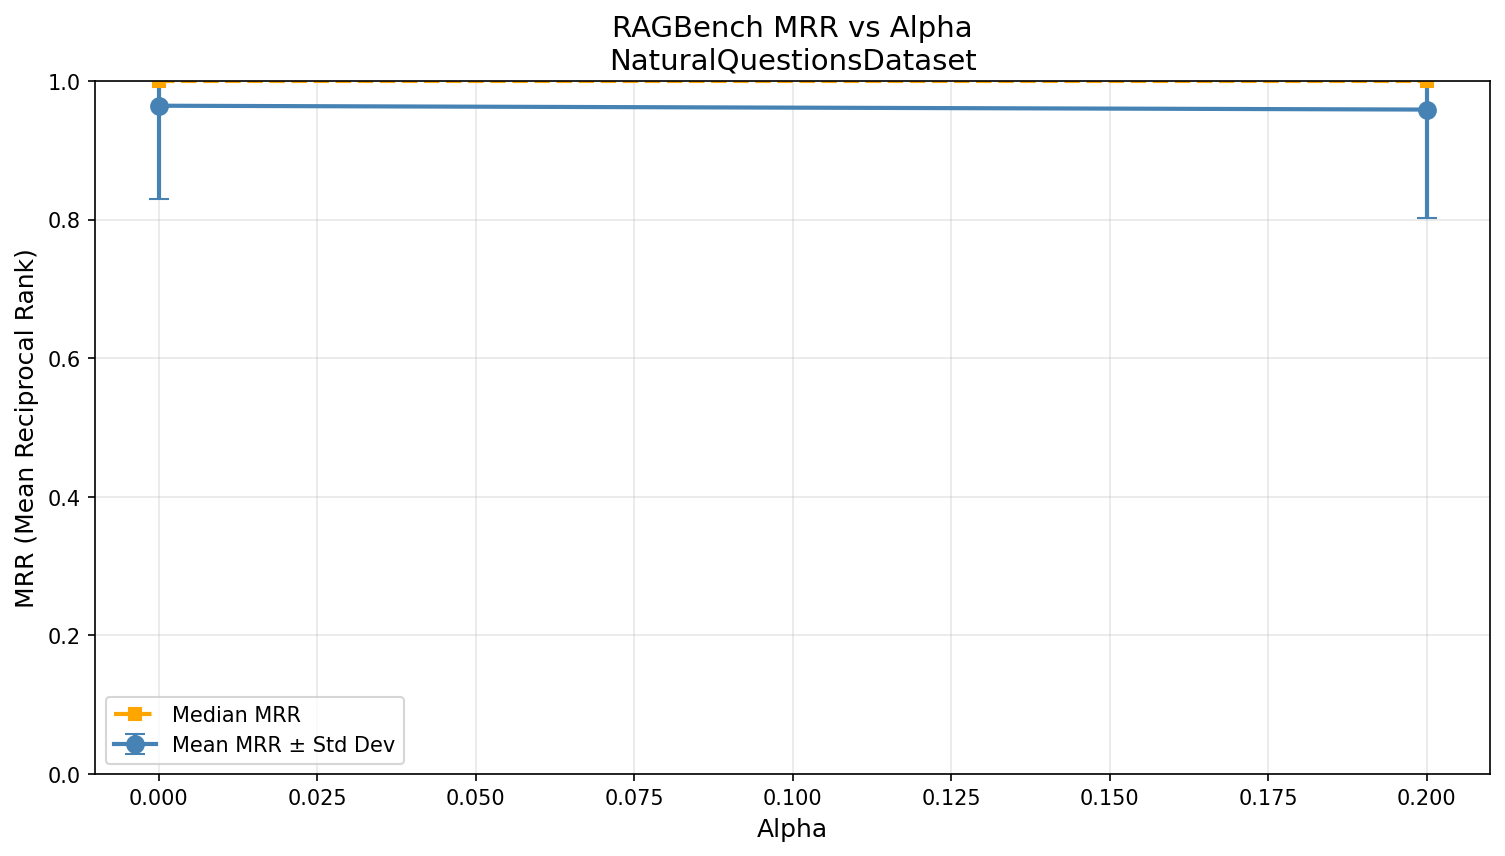 RAGBench MRR vs Alpha
NaturalQuestionsDataset
MRR (Mean Reciprocal Rank)
1.0
0.8
0.6
0.4
0.2
0.0
Median MRR
Mean MRR ± Std Dev
0.000 0.025 0.050 0.075 0.100 0.125 0.150 0.175 0.200
Alpha